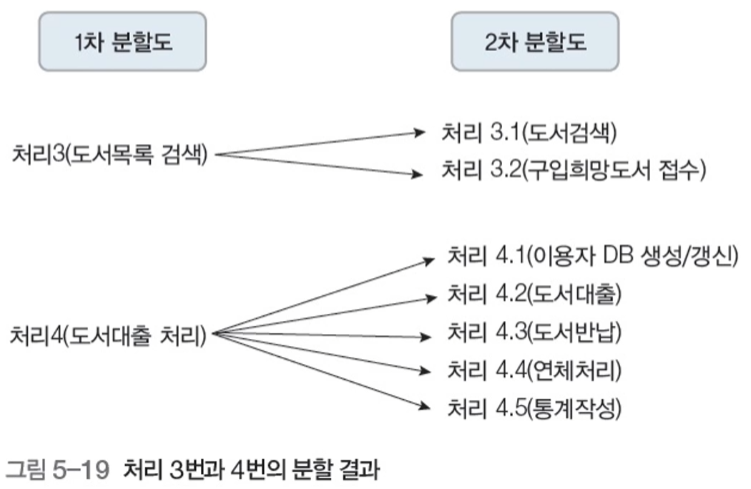 1차 분할도
2차 분할도
처리3(도서목록 검색)
처리 3.1(도서검색)
처리 3.2(구입희망도서 접수)
처리4(도서대출 처리)
처리 4.1(이용자 DB 생성/갱신)
처리 4.2(도서대출)
처리 4.3(도서반납)
처리 4.4(연체처리)
처리 4.5(통계작성)
그림 5–19 처리 3번과 4번의 분할 결과